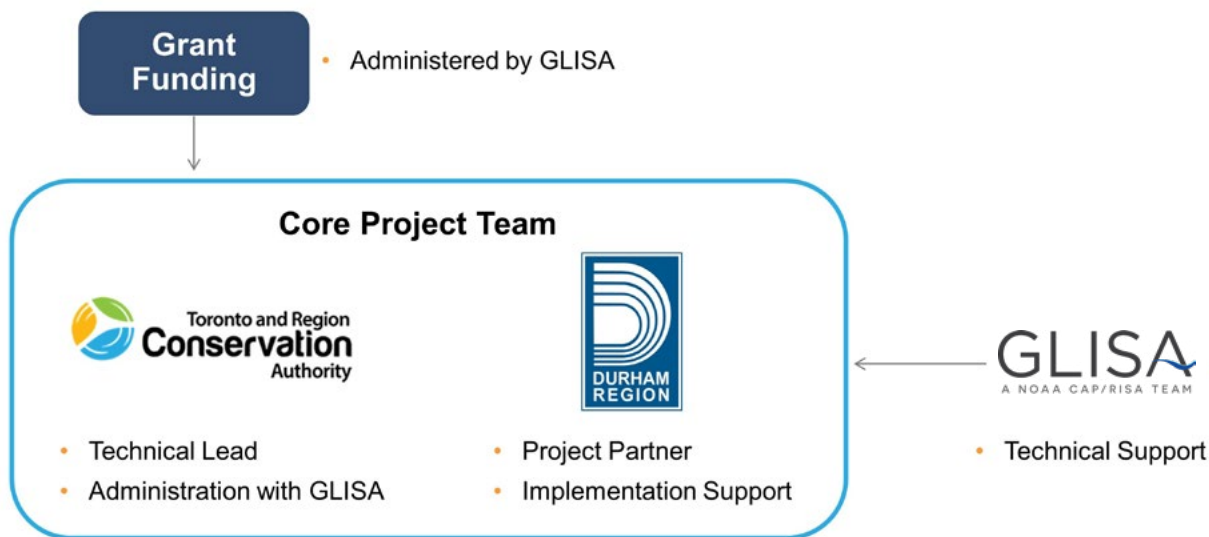 Grant
Funding
• Administered by GLISA
Core Project Team
Toronto and Region
Conservation
Authority
• Technical Lead
• Administration with GLISA
DURHAM
REGION
• Project Partner
• Implementation Support
GLISA
A NOAA CAP/RISA TEAM
• Technical Support